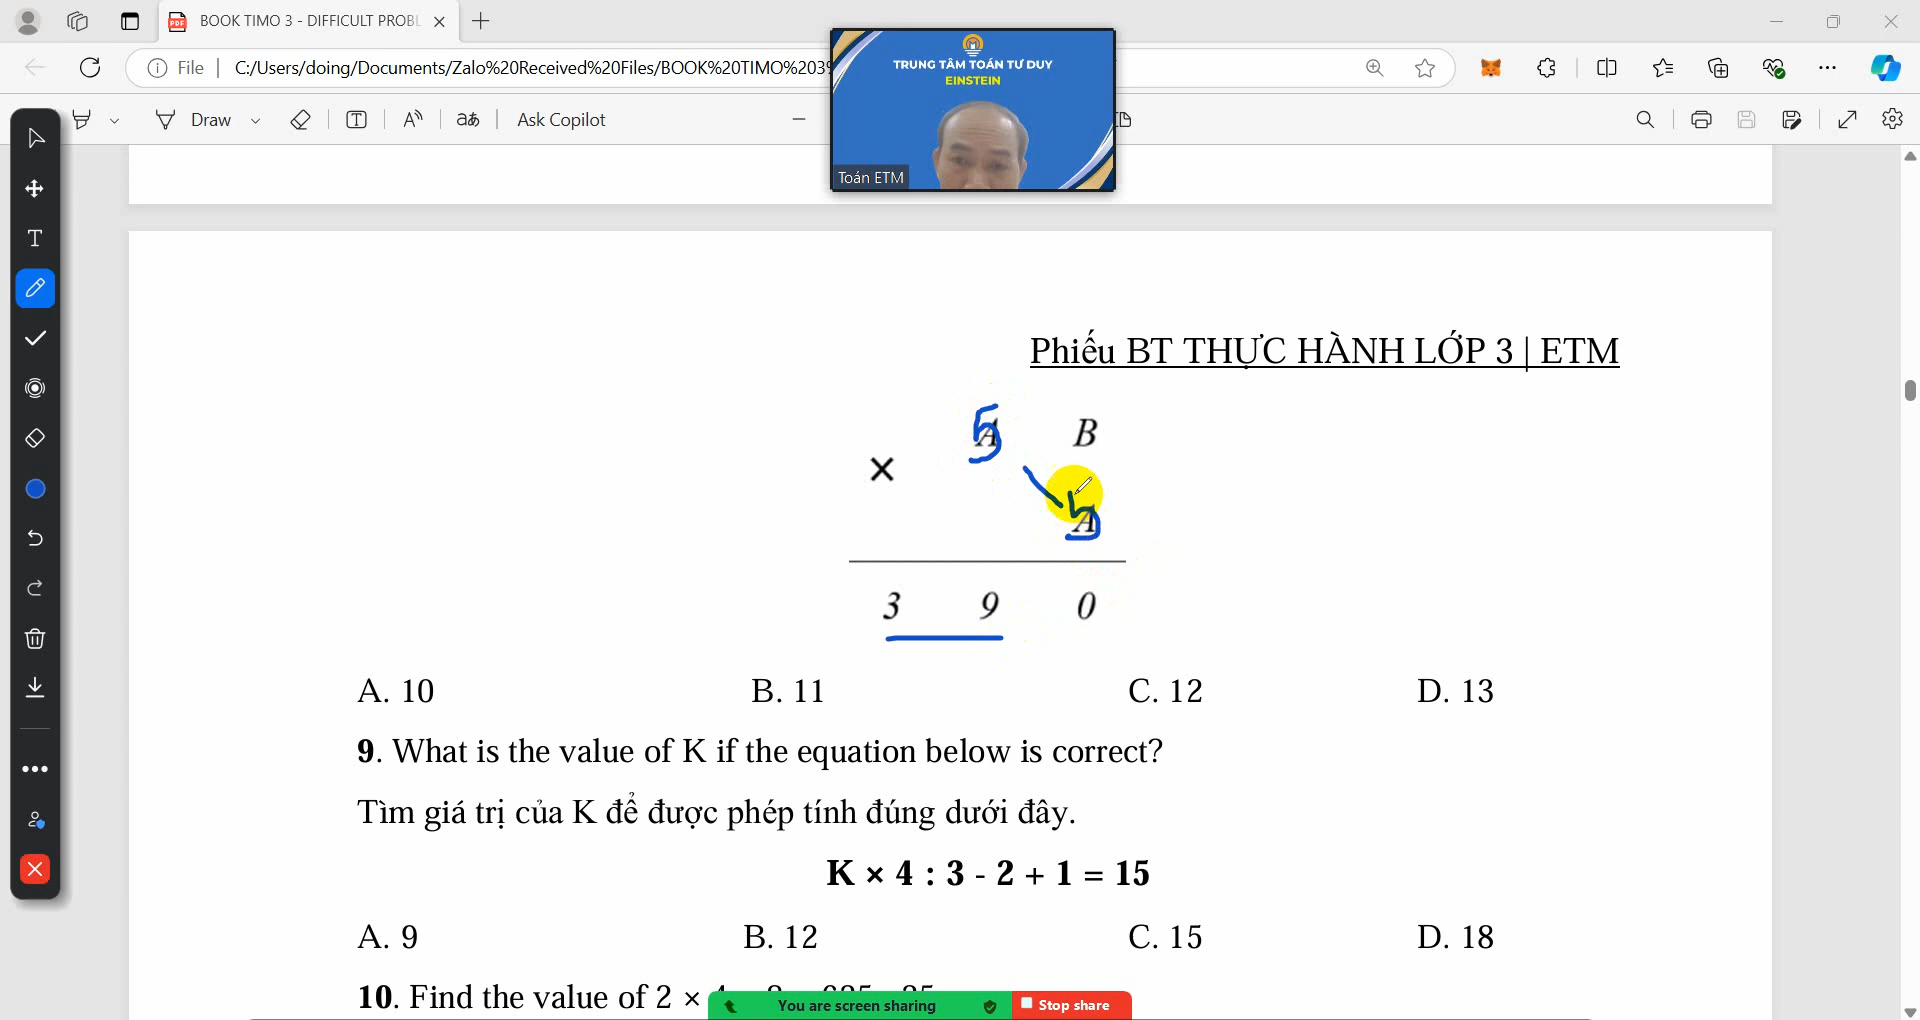 BOOK TIMO 3 - DIFFICULT PROBL
File
C:/Users/doing/Documents/Zalo%20Received%20Files/BOOK%20TIMO%203
TRUNG TÂM TOÁN TƯ DUY
EINSTEIN
Toán ETM
Draw
Ask Copilot
Phiếu BT THỰC HÀNH LỚP 3 | ETM
5 B
×
5
3 9 0
A. 10 B. 11 C. 12 D. 13
9. What is the value of K if the equation below is correct?
Tìm giá trị của K để được phép tính đúng dưới đây.
K × 4 : 3 - 2 + 1 = 15
A. 9 B. 12 C. 15 D. 18
10. Find the value of 2 ×
You are screen sharing
Stop share